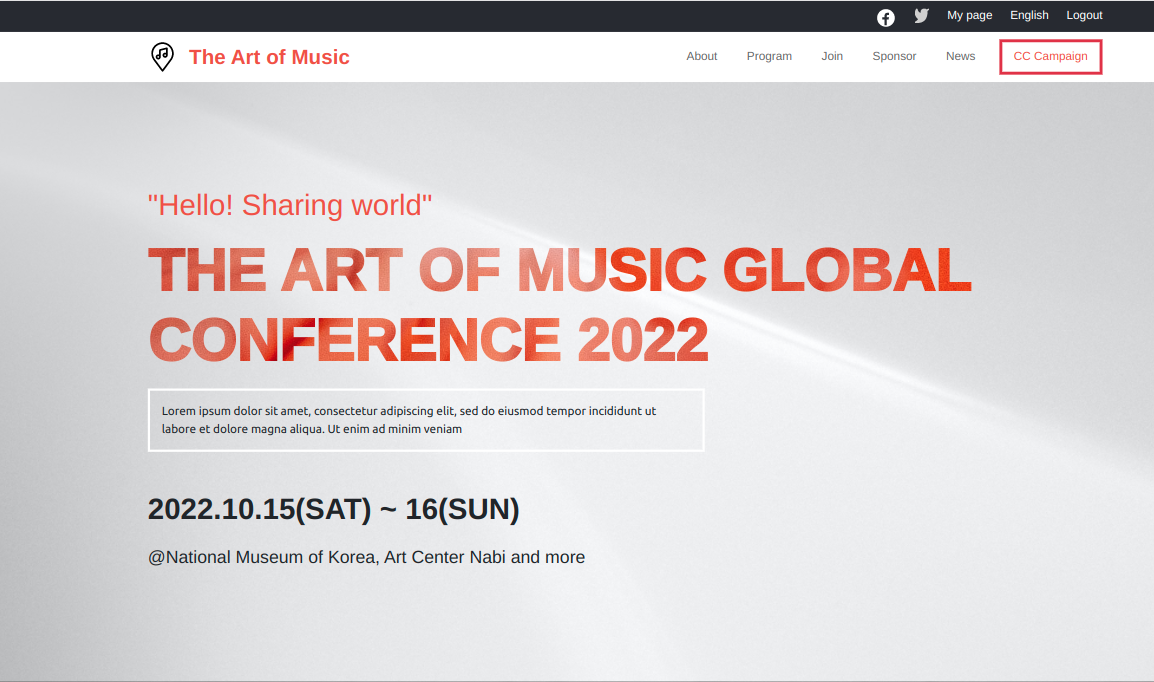 My page English Logout
The Art of Music About Program Join Sponsor News CC Campaign
"Hello! Sharing world"
THE ART OF MUSIC GLOBAL
CONFERENCE 2022
Lorem ipsum dolor sit amet, consectetur adipiscing elit, sed do eiusmod tempor incididunt ut
labore et dolore magna aliqua. Ut enim ad minim veniam
2022.10.15(SAT) ~ 16(SUN)
@National Museum of Korea, Art Center Nabi and more